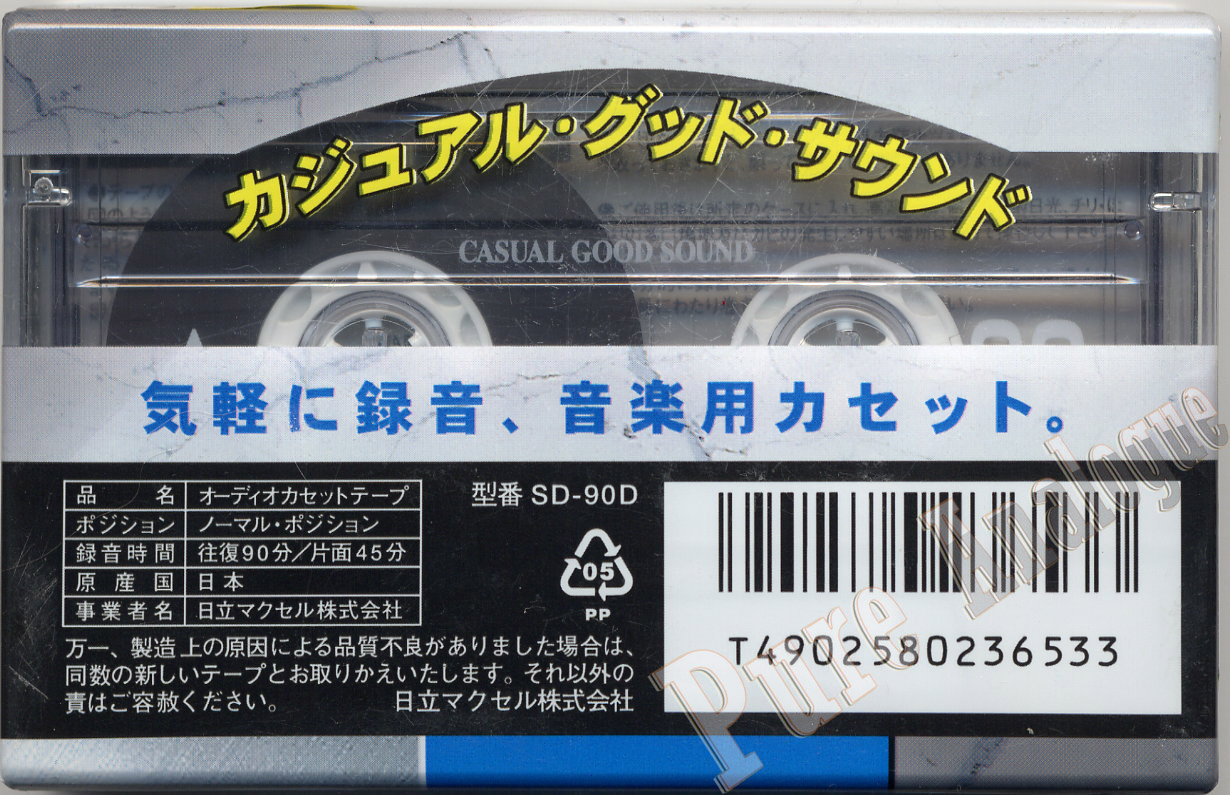 カジュアル・グッド・サウンド
CASUAL GOOD SOUND
気軽に録音、音楽用カセット。
品名 オーディオカセットテープ
ポジション ノーマル・ポジション
録音時間 往復90分／片面45分
原産国 日本
事業者名 日立マクセル株式会社
型番 SD-90D
05
PP
万一、製造上の原因による品質不良がありました場合は、
同数の新しいテープとお取りかえいたします。それ以外の
責はご容赦ください。 日立マクセル株式会社
T4902580236533
Pure Analogue